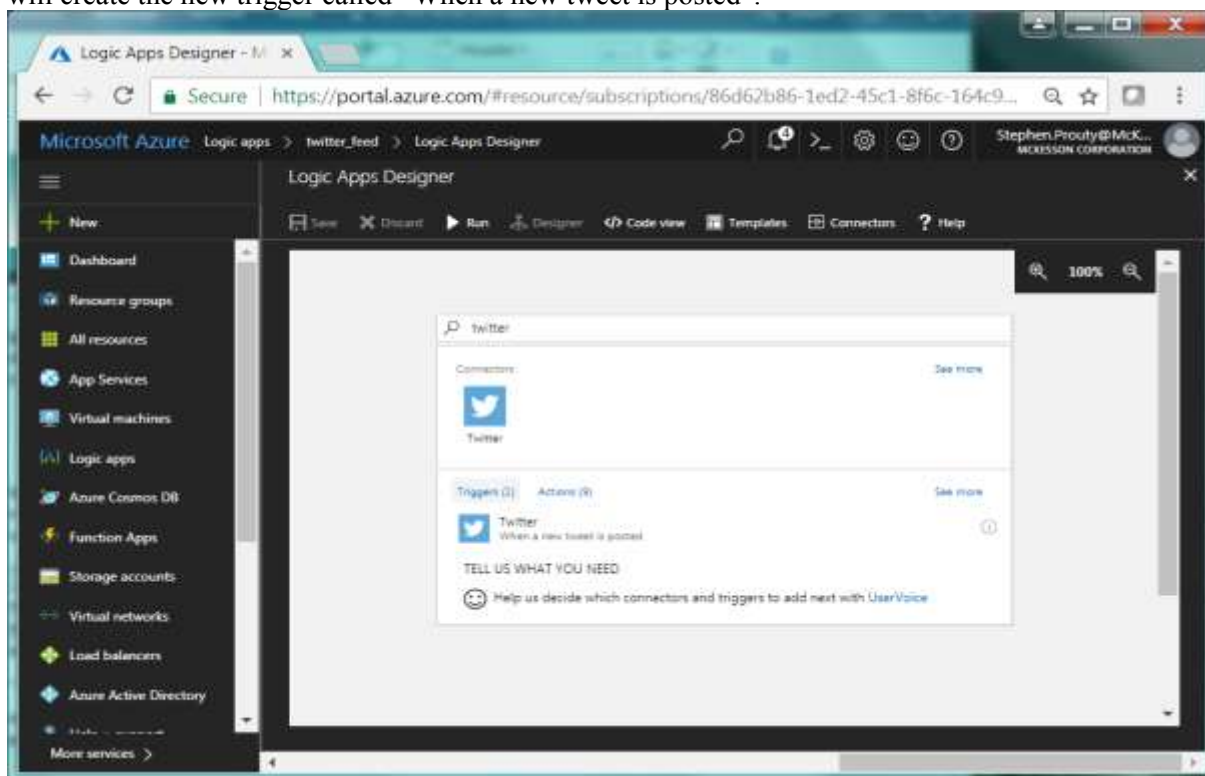 will create the new trigger called "When a new tweet is posted".
Logic Apps Designer - M
Secure https://portal.azure.com/#resource/subscriptions/86d62b86-1ed2-45c1-8f6c-164c9...
Microsoft Azure Logic apps > twitter_feed > Logic Apps Designer
Stephen.Prouty@McK...
MCKESSON CORPORATION
Logic Apps Designer
New
Save Discard Run Designer Code view Templates Connectors ? Help
Dashboard
Resource groups
All resources
App Services
Virtual machines
Logic apps
Azure Cosmos DB
Function Apps
Storage accounts
Virtual networks
Load balancers
Azure Active Directory
Help + support
More services >
100%
twitter
Connectors See more
Twitter
Triggers Actions (9) See more
Twitter
When a new tweet is posted
TELL US WHAT YOU NEED
Help us decide which connectors and triggers to add next with UserVoice